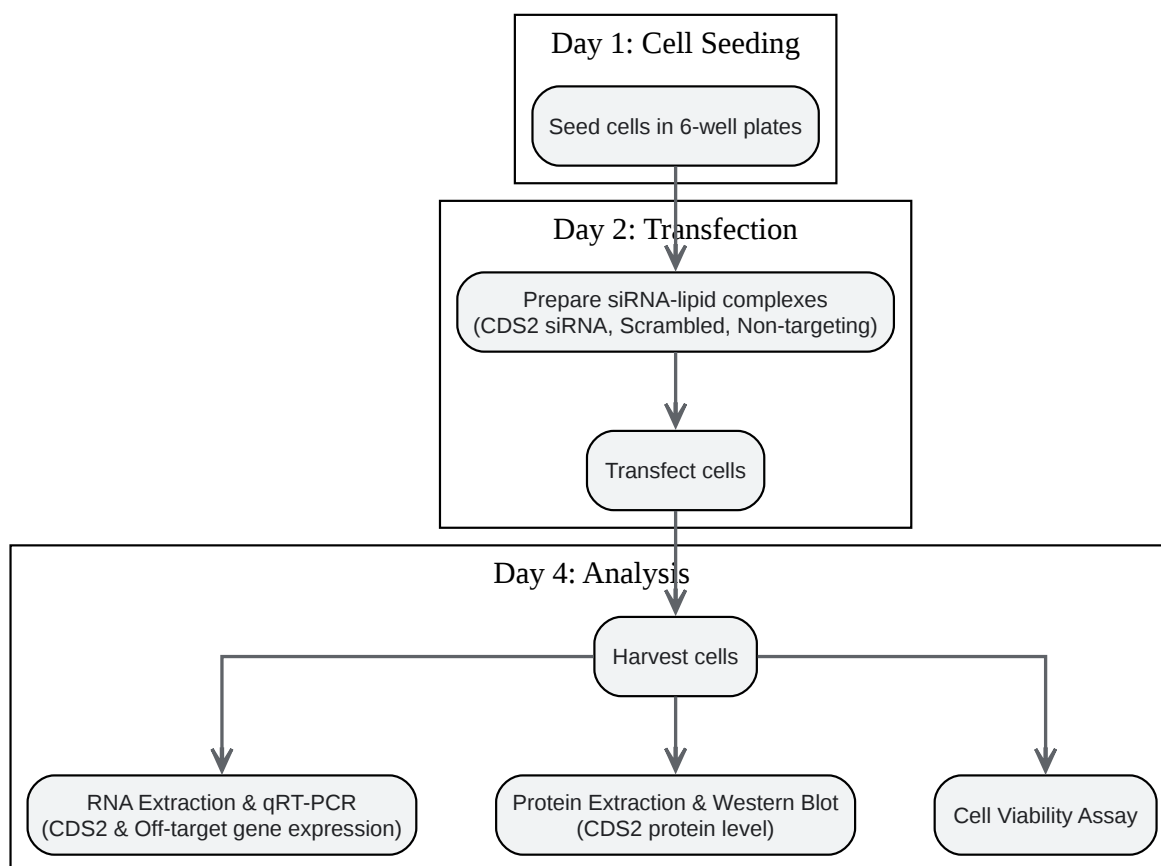 Day 1: Cell Seeding
Seed cells in 6-well plates
Day 2: Transfection
Prepare siRNA-lipid complexes
(CDS2 siRNA, Scrambled, Non-targeting)
Transfect cells
Day 4: Analysis
Harvest cells
RNA Extraction & qRT-PCR
(CDS2 & Off-target gene expression)
Protein Extraction & Western Blot
(CDS2 protein level)
Cell Viability Assay